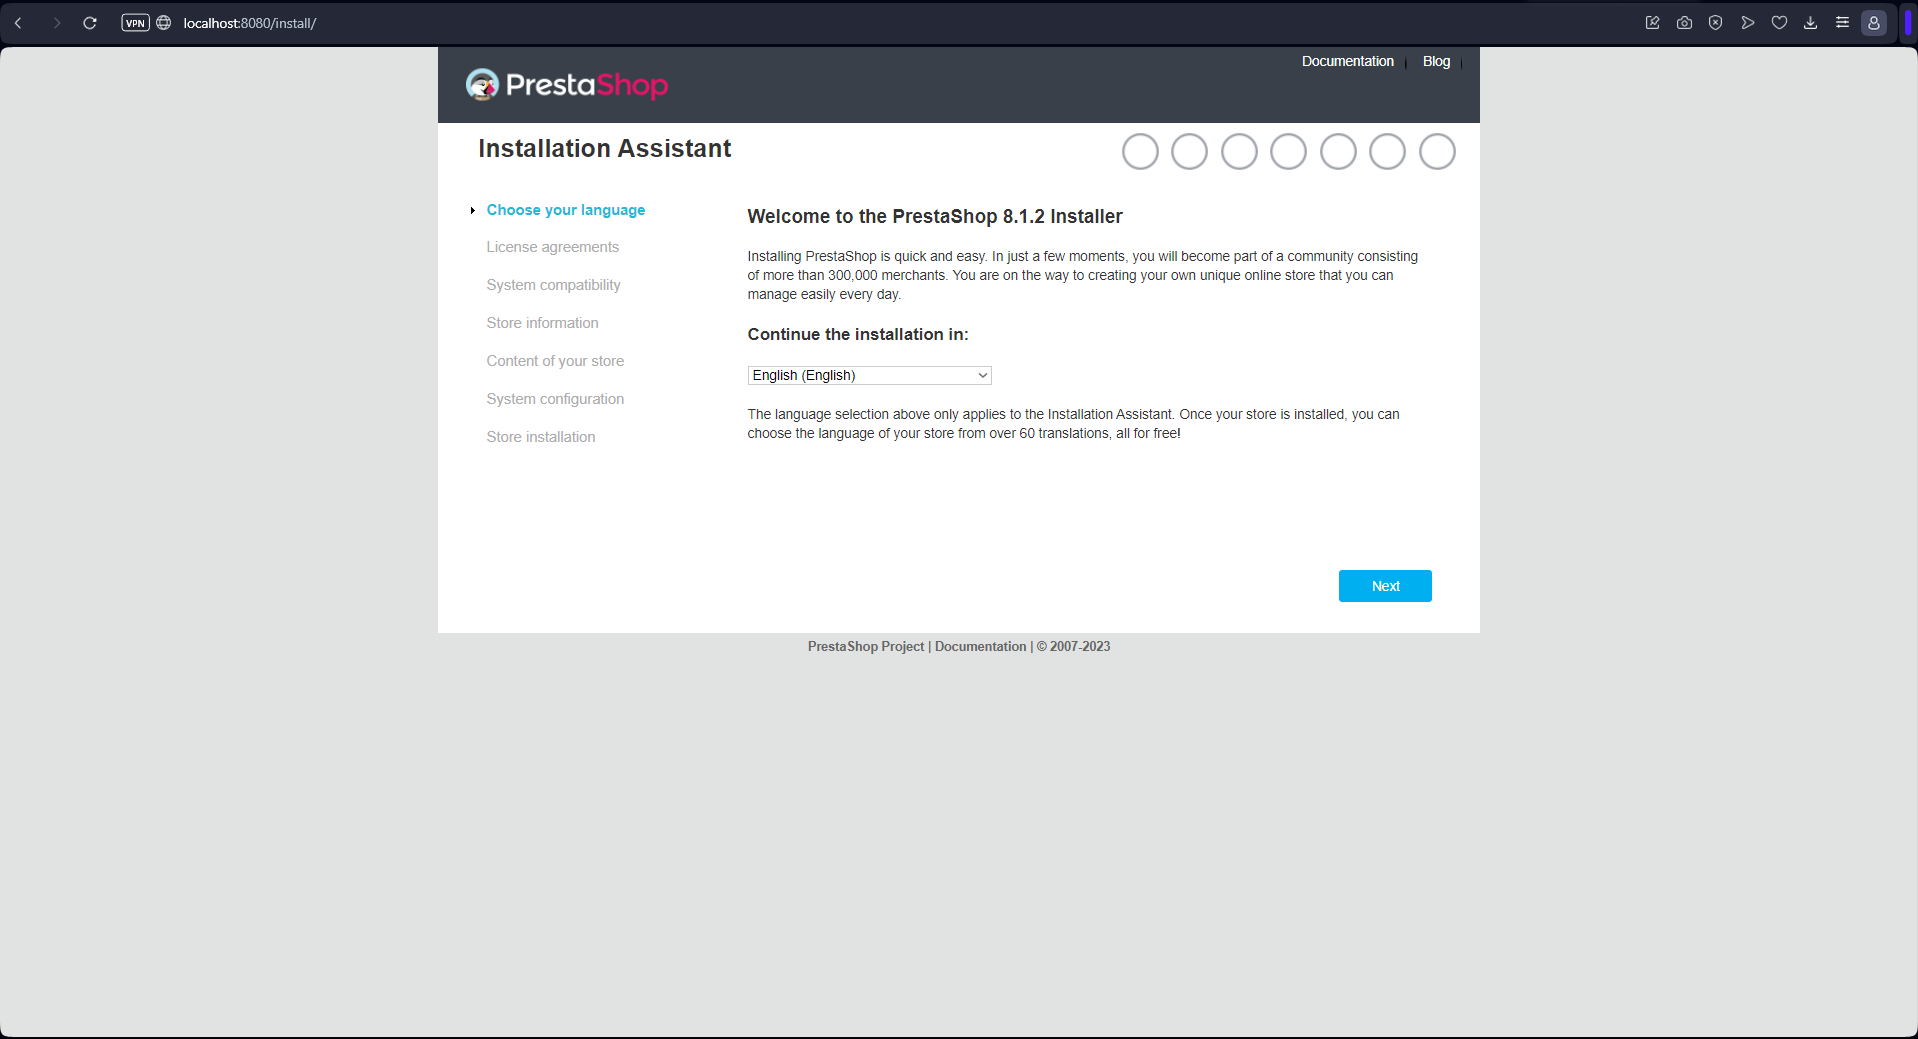 VPN localhost:8080/install/
PrestaShop
Documentation
Blog
Installation Assistant
Choose your language
License agreements
System compatibility
Store information
Content of your store
System configuration
Store installation
Welcome to the PrestaShop 8.1.2 Installer
Installing PrestaShop is quick and easy. In just a few moments, you will become part of a community consisting
of more than 300,000 merchants. You are on the way to creating your own unique online store that you can
manage easily every day.
Continue the installation in:
English (English)
The language selection above only applies to the Installation Assistant. Once your store is installed, you can
choose the language of your store from over 60 translations, all for free!
Next
PrestaShop Project | Documentation | © 2007-2023